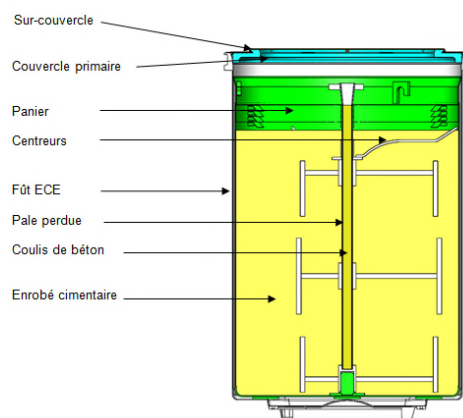 Sur-couvercle
Couvercle primaire
Panier
Centreurs
Fût ECE
Pale perdue
Coulis de béton
Enrobé cimentaire